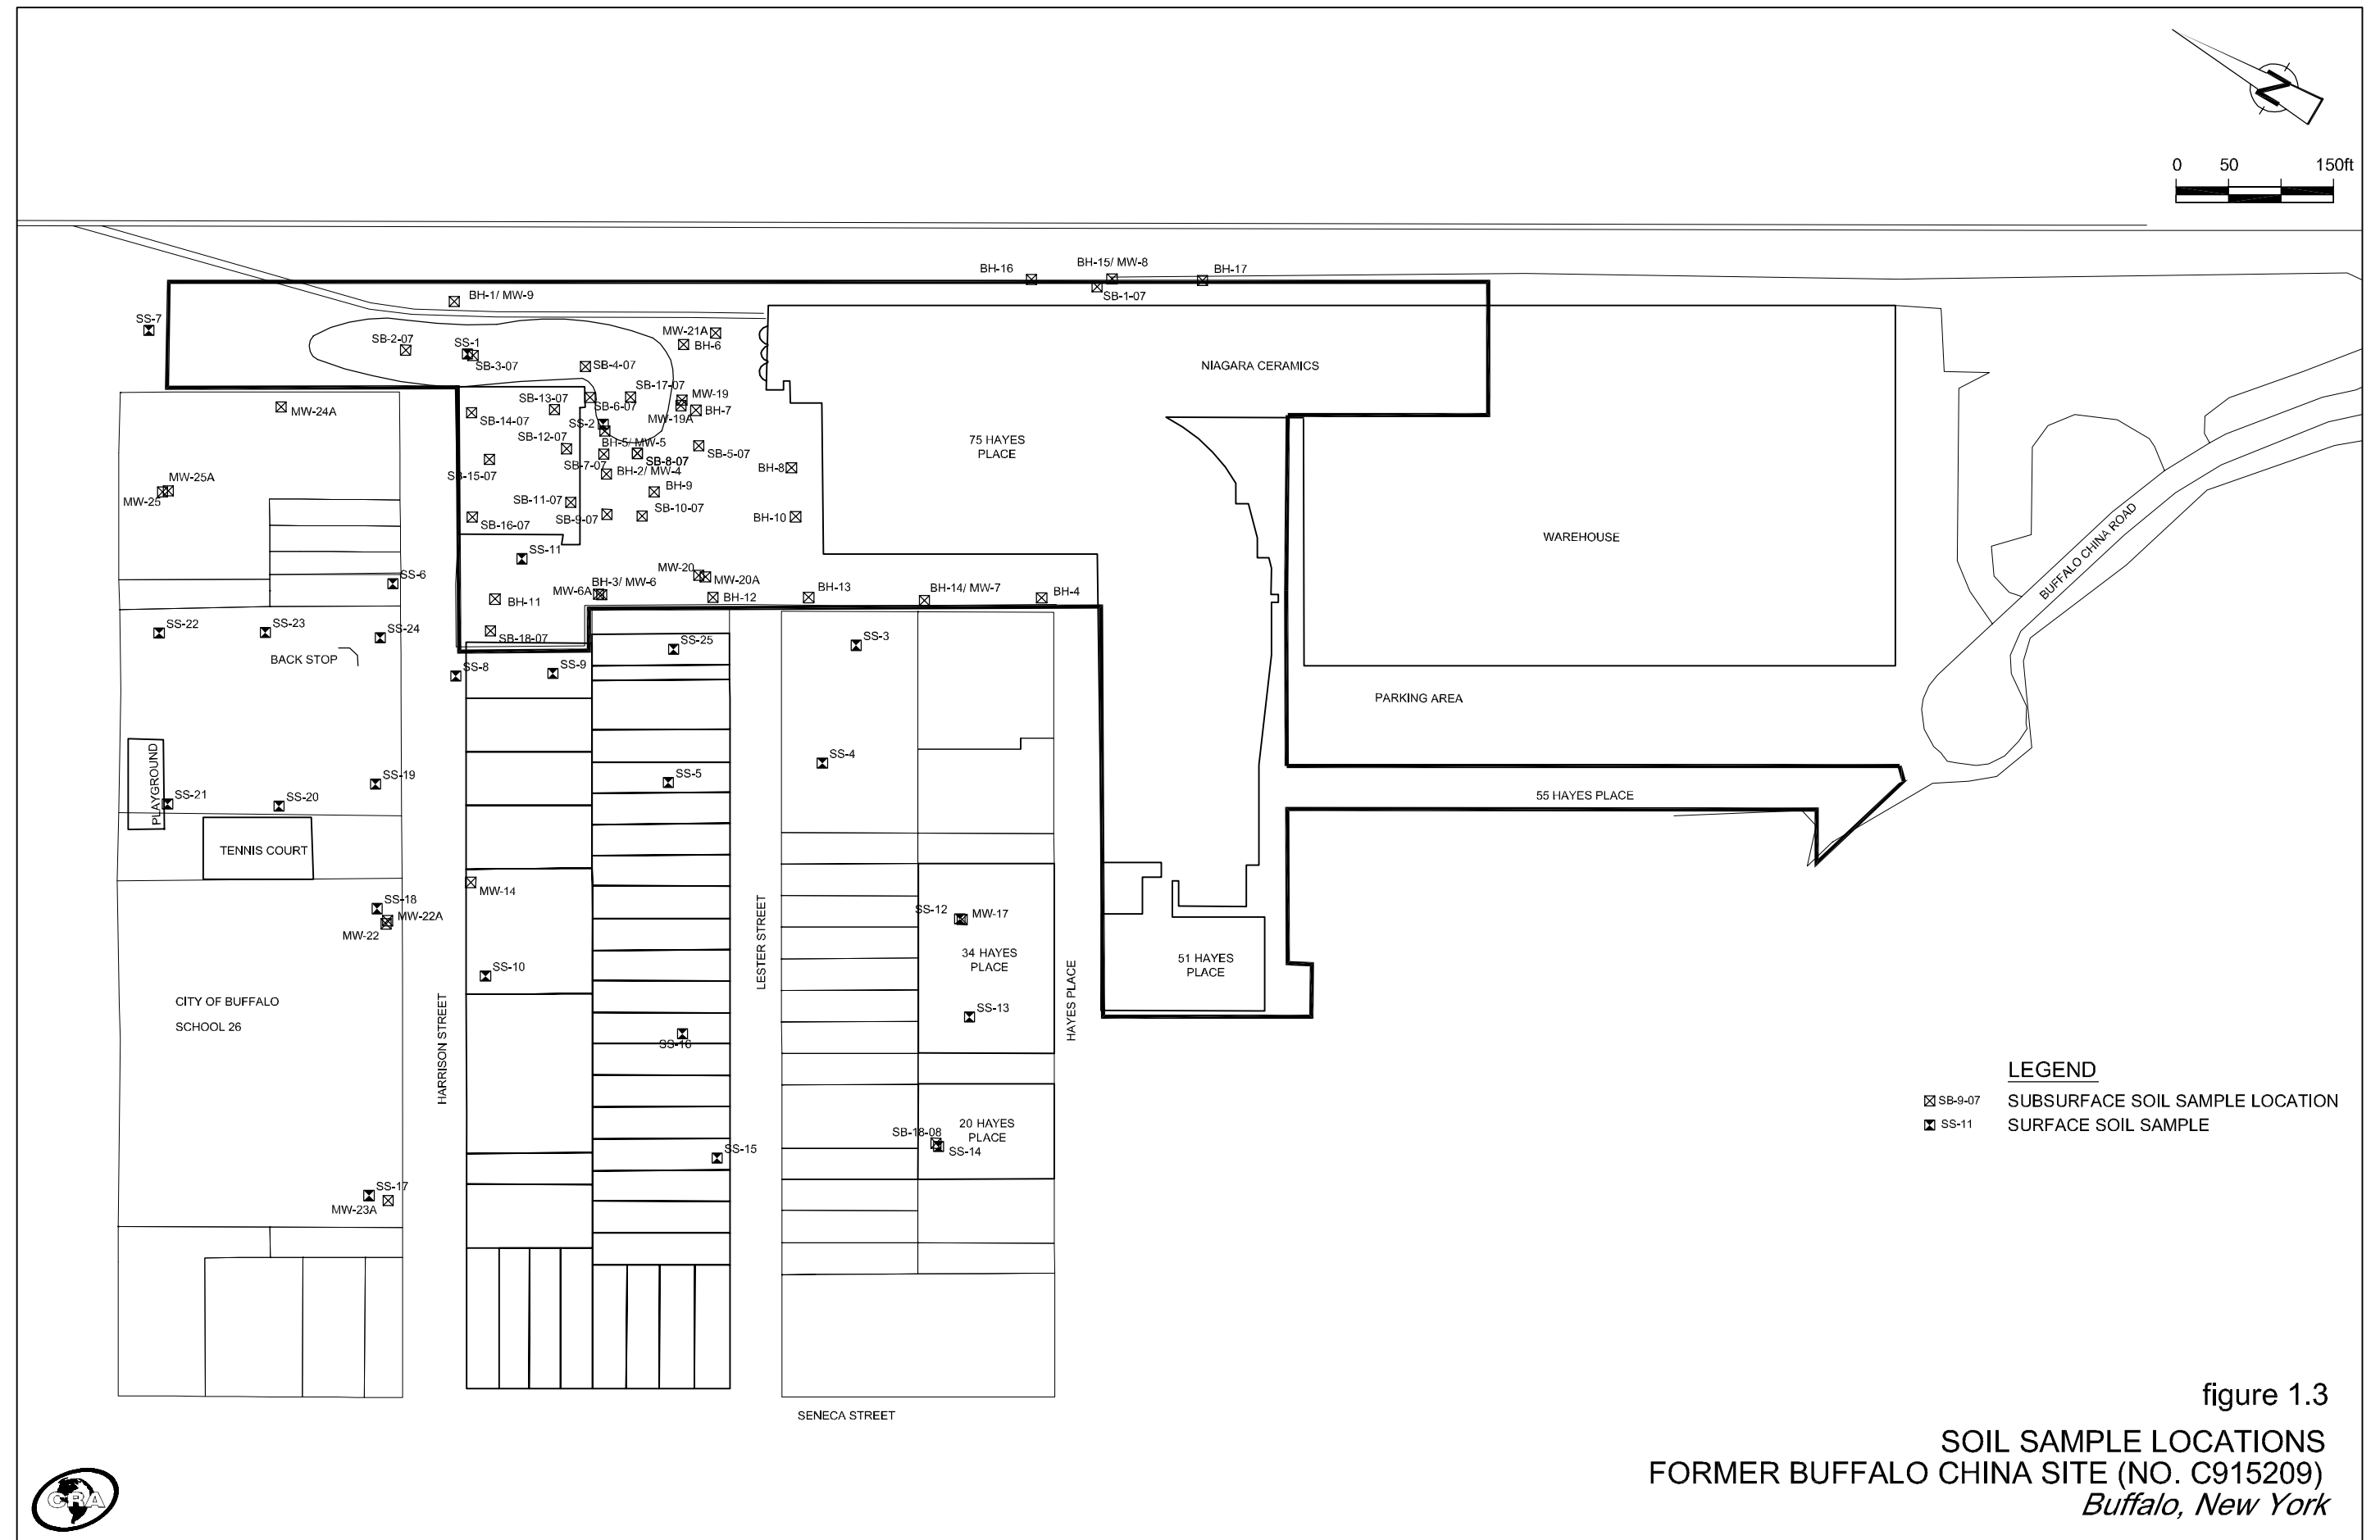 N
0 50 150ft
BH-16
BH-15/ MW-8
BH-17
SB-1-07
BH-1/ MW-9
SS-7
MW-21A
BH-6
SB-2-07
SS-1
SB-3-07
SB-4-07
NIAGARA CERAMICS
SB-17-07
SB-13-07
SB-6-07
MW-19
MW-19A
BH-7
MW-24A
SB-14-07
SS-2
SB-12-07
BH-5/ MW-5
75 HAYES
PLACE
SB-7-07
SB-8-07
SB-5-07
BH-8
SB-15-07
BH-2/ MW-4
MW-25A
MW-25
BH-9
SB-11-07
SB-10-07
SB-9-07
BH-10
SB-16-07
WAREHOUSE
BUFFALO CHINA ROAD
SS-11
SS-6
MW-20
MW-20A
BH-3/ MW-6
MW-6A
BH-13
BH-14/ MW-7
BH-4
BH-11
BH-12
SS-22
SS-23
SS-24
SB-18-07
SS-25
SS-3
BACK STOP
SS-8
SS-9
PARKING AREA
SS-4
PLAYGROUND
SS-19
SS-5
SS-21
SS-20
55 HAYES PLACE
TENNIS COURT
MW-14
SS-18
MW-22A
MW-22
SS-12
MW-17
LESTER STREET
34 HAYES
PLACE
51 HAYES
PLACE
SS-10
CITY OF BUFFALO
SCHOOL 26
HARRISON STREET
HAYES PLACE
SS-13
SS-16
LEGEND
SB-9-07 SUBSURFACE SOIL SAMPLE LOCATION
SS-11 SURFACE SOIL SAMPLE
20 HAYES
PLACE
SB-18-08
SS-14
SS-15
SS-17
MW-23A
SENECA STREET
figure 1.3
SOIL SAMPLE LOCATIONS
FORMER BUFFALO CHINA SITE (NO. C915209)
Buffalo, New York
CRA